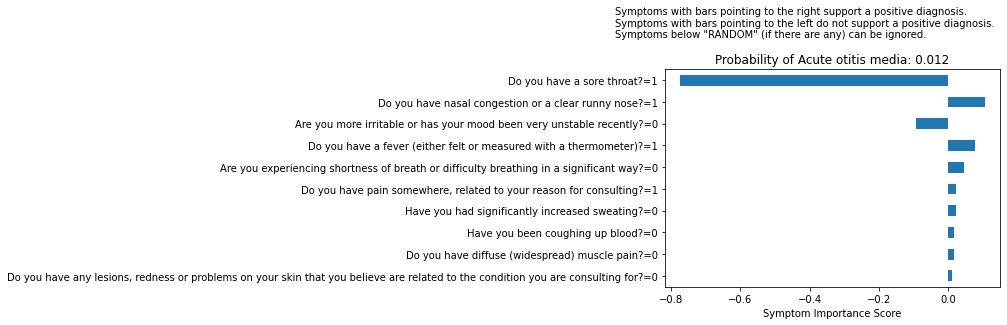 Symptoms with bars pointing to the right support a positive diagnosis.
Symptoms with bars pointing to the left do not support a positive diagnosis.
Symptoms below "RANDOM" (if there are any) can be ignored.
Probability of Acute otitis media: 0.012
Do you have a sore throat?=1
Do you have nasal congestion or a clear runny nose?=1
Are you more irritable or has your mood been very unstable recently?=0
Do you have a fever (either felt or measured with a thermometer)?=1
Are you experiencing shortness of breath or difficulty breathing in a significant way?=0
Do you have pain somewhere, related to your reason for consulting?=1
Have you had significantly increased sweating?=0
Have you been coughing up blood?=0
Do you have diffuse (widespread) muscle pain?=0
Do you have any lesions, redness or problems on your skin that you believe are related to the condition you are consulting for?=0
−0.8 −0.6 −0.4 −0.2 0.0
Symptom Importance Score